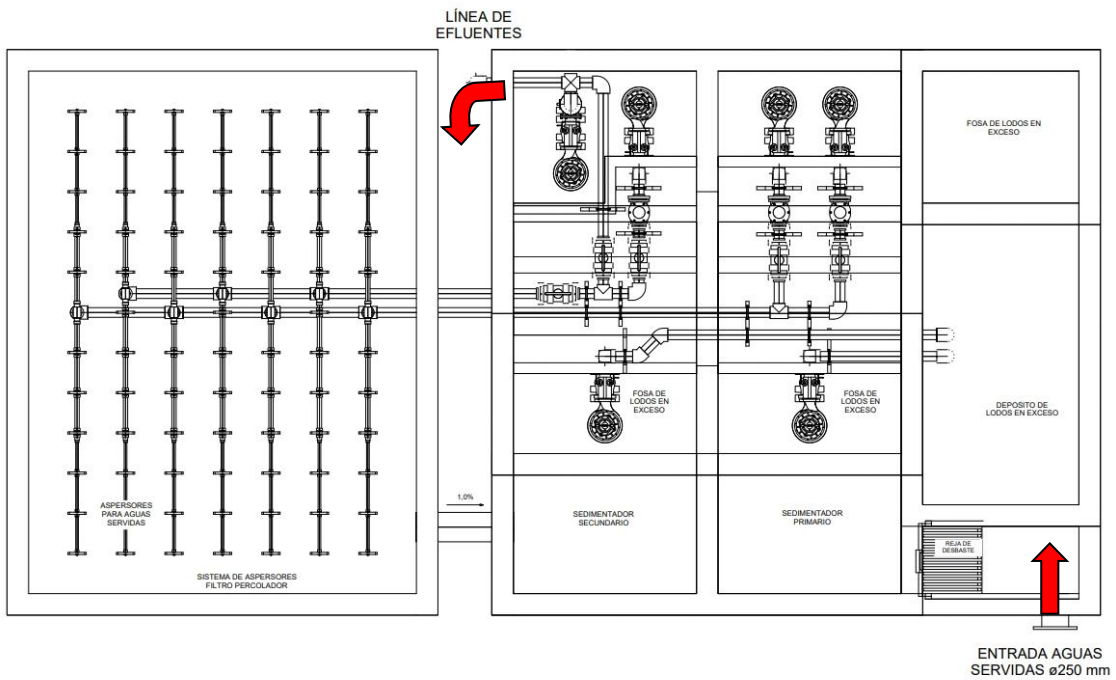 LÍNEA DE
EFLUENTES
FOSA DE LODOS EN
EXCESO
FOSA DE
LODOS EN
EXCESO
FOSA DE
LODOS EN
EXCESO
DEPOSITO DE
LODOS EN EXCESO
ASPERSORES
PARA AGUAS
SERVIDAS
1,0%
SEDIMENTADOR
SECUNDARIO
SEDIMENTADOR
PRIMARIO
REJA DE
DESBASTE
SISTEMA DE ASPERSORES
FILTRO PERCOLADOR
ENTRADA AGUAS
SERVIDAS ø250 mm